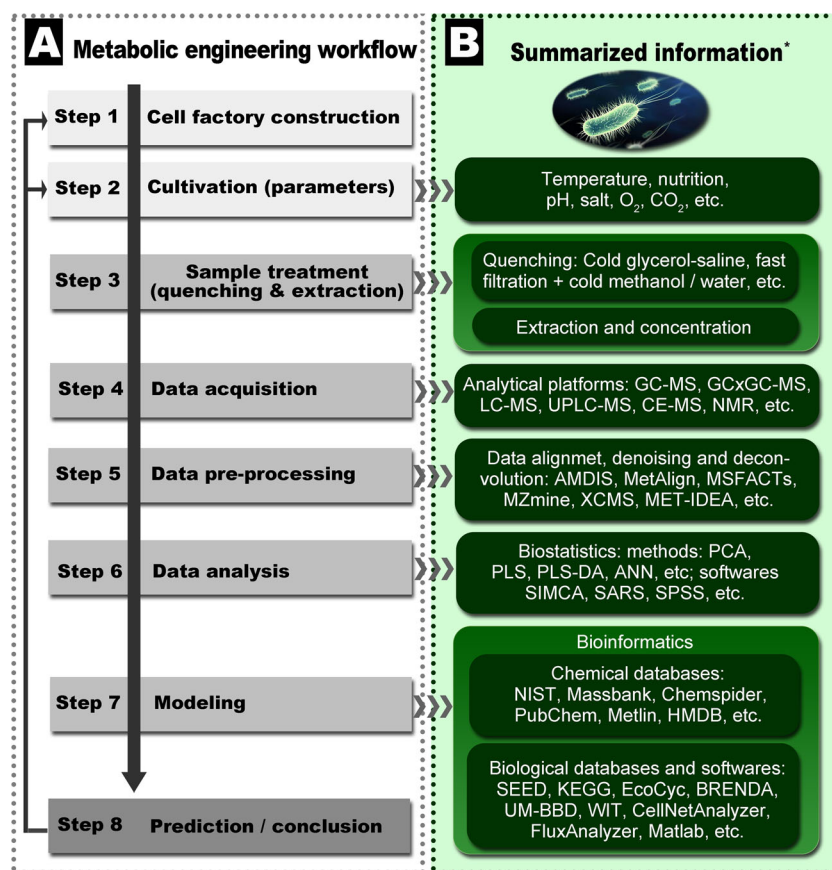 A Metabolic engineering workflow
Step 1 Cell factory construction
Step 2 Cultivation (parameters)
Step 3 Sample treatment
(quenching & extraction)
Step 4 Data acquisition
Step 5 Data pre-processing
Step 6 Data analysis
Step 7 Modeling
Step 8 Prediction / conclusion
B Summarized information*
Temperature, nutrition,
pH, salt, O₂, CO₂, etc.
Quenching: Cold glycerol-saline, fast
filtration + cold methanol / water, etc.
Extraction and concentration
Analytical platforms: GC-MS, GCxGC-MS,
LC-MS, UPLC-MS, CE-MS, NMR, etc.
Data alignmet, denoising and decon-
volution: AMDIS, MetAlign, MSFACTs,
MZmine, XCMS, MET-IDEA, etc.
Biostatistics: methods: PCA,
PLS, PLS-DA, ANN, etc; softwares
SIMCA, SARS, SPSS, etc.
Bioinformatics
Chemical databases:
NIST, Massbank, Chemspider,
PubChem, Metlin, HMDB, etc.
Biological databases and softwares:
SEED, KEGG, EcoCyc, BRENDA,
UM-BBD, WIT, CellNetAnalyzer,
FluxAnalyzer, Matlab, etc.